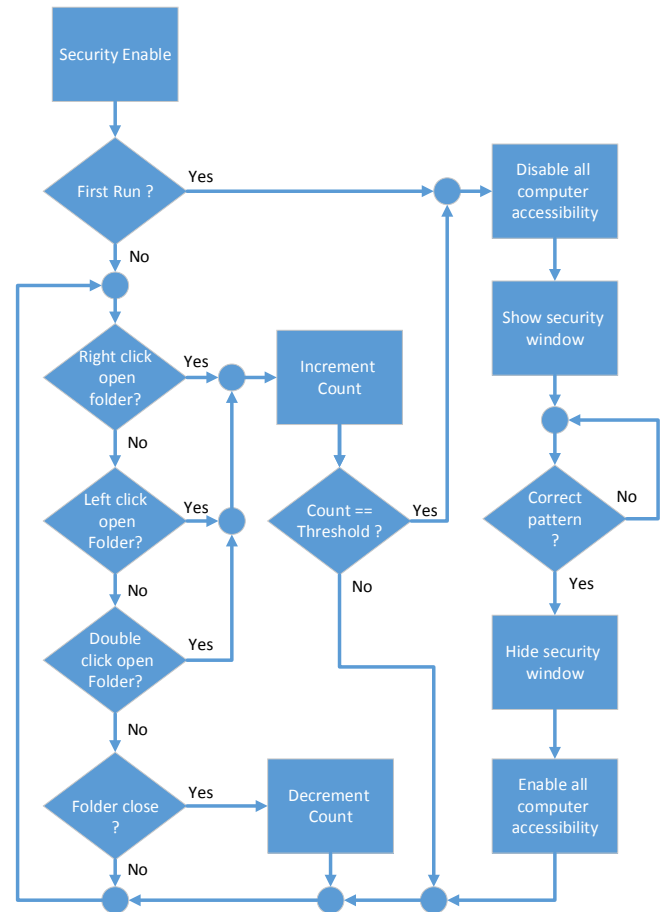 Security Enable
First Run ?
Yes
No
Disable all
computer
accessibility
Show security
window
Right click
open
folder?
Yes
No
Increment
Count
Left click
open
Folder?
Yes
No
Count ==
Threshold ?
Yes
No
Correct
pattern
?
No
Yes
Double
click open
Folder?
Yes
No
Hide security
window
Folder close
?
Yes
No
Decrement
Count
Enable all
computer
accessibility